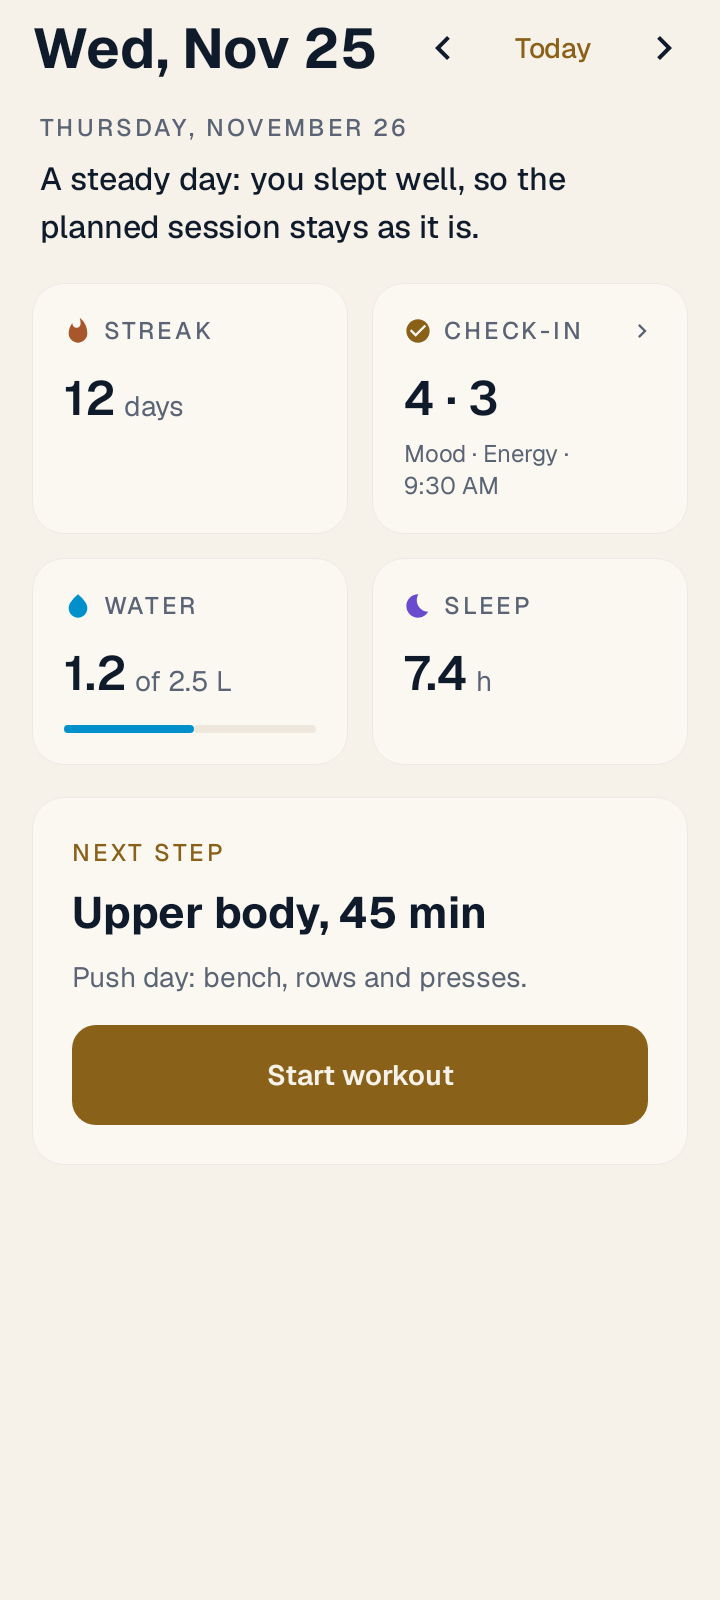 Wed, Nov 25
Today
THURSDAY, NOVEMBER 26
A steady day: you slept well, so the
planned session stays as it is.
STREAK
12 days
CHECK-IN
4 · 3
Mood · Energy ·
9:30 AM
WATER
1.2 of 2.5 L
SLEEP
7.4 h
NEXT STEP
Upper body, 45 min
Push day: bench, rows and presses.
Start workout